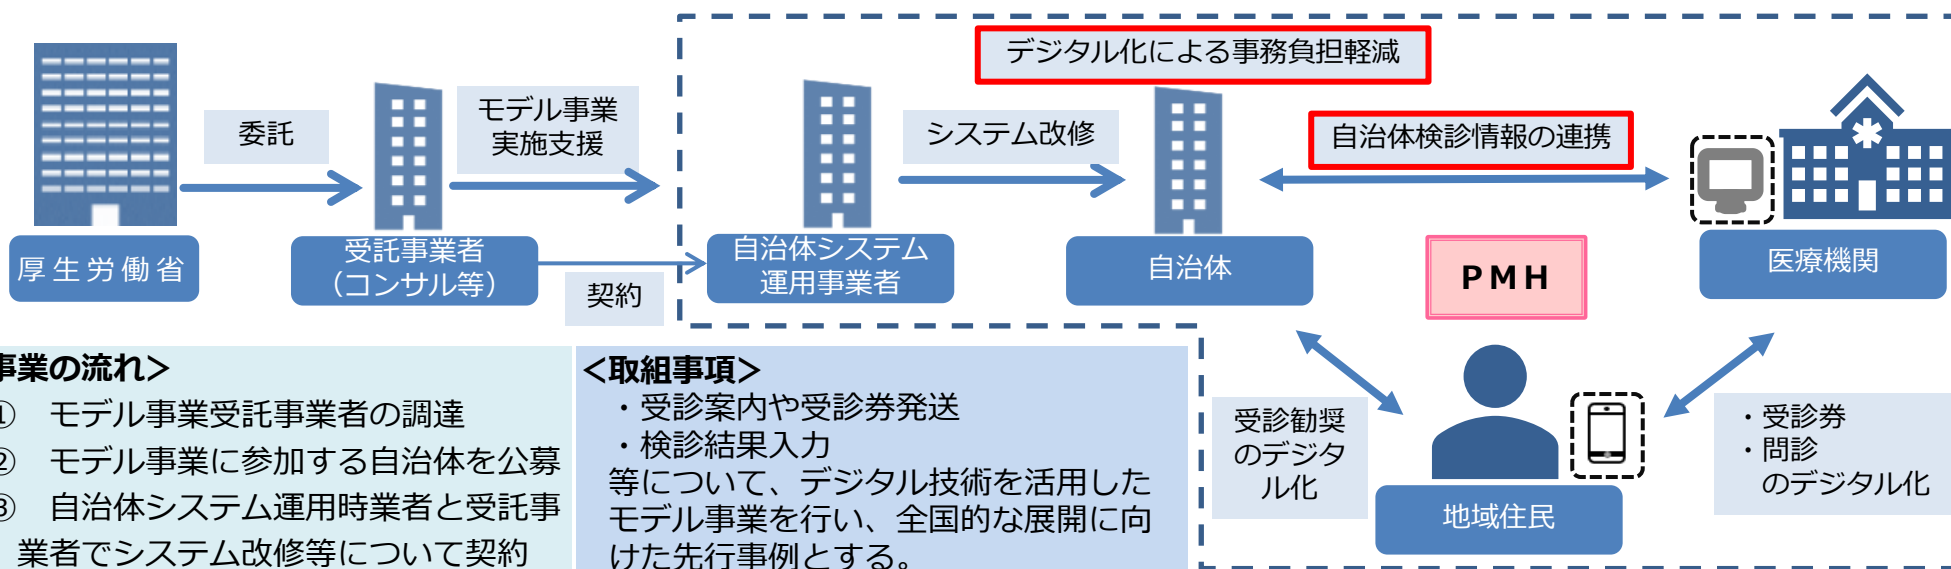 デジタル化による事務負担軽減
委託
モデル事業
実施支援
システム改修
自治体検診情報の連携
厚生労働省
受託事業者
（コンサル等）
契約
自治体システム
運用事業者
自治体
PMH
医療機関
事業の流れ＞
① モデル事業受託事業者の調達
② モデル事業に参加する自治体を公募
③ 自治体システム運用時業者と受託事
業者でシステム改修等について契約
＜取組事項＞
・受診案内や受診券発送
・検診結果入力
等について、デジタル技術を活用した
モデル事業を行い、全国的な展開に向
けた先行事例とする。
受診勧奨
のデジタ
ル化
地域住民
・受診券
・問診
のデジタル化